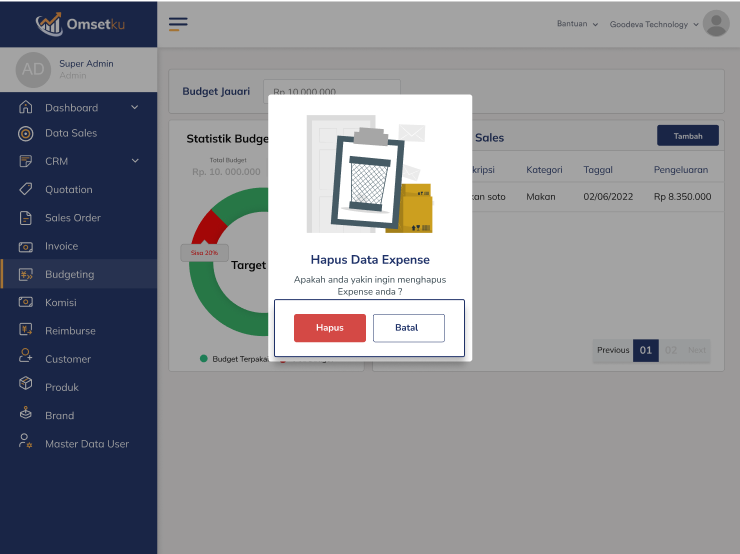 Omsetku
Bantuan
Goodeva Technology
AD
Super Admin
Admin
Dashboard
Data Sales
CRM
Quotation
Sales Order
Invoice
Budgeting
Komisi
Reimburse
Customer
Produk
Brand
Master Data User
Budget Jauari
Rp 10.000.000
Statistik Budge
Total Budget
Rp. 10. 000.000
Sisa 20%
Target
Budget Terpaka
Sales
Tambah
kripsi Kategori Taggal Pengeluaran
kan soto Makan 02/06/2022 Rp 8.350.000
Previous 01 02 Next
Hapus Data Expense
Apakah anda yakin ingin menghapus
Expense anda ?
Hapus
Batal